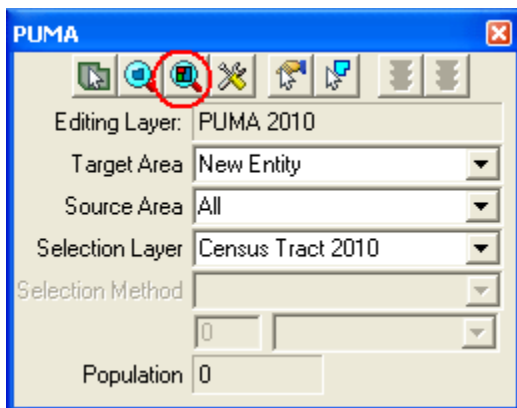 PUMA
Editing Layer: PUMA 2010
Target Area New Entity
Source Area All
Selection Layer Census Tract 2010
Selection Method
0
Population 0